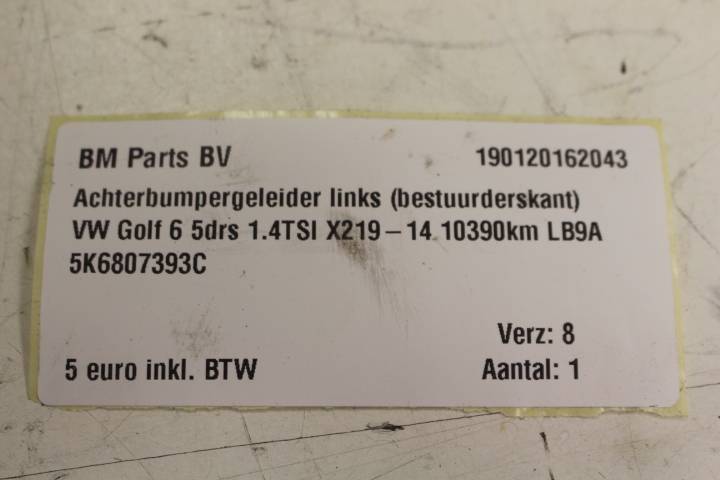 BM Parts BV 190120162043
Achterbumpergeleider links (bestuurderskant)
VW Golf 6 5drs 1.4TSI X219-14 10390km LB9A
5K6807393C
Verz: 8
5 euro inkl. BTW Aantal: 1